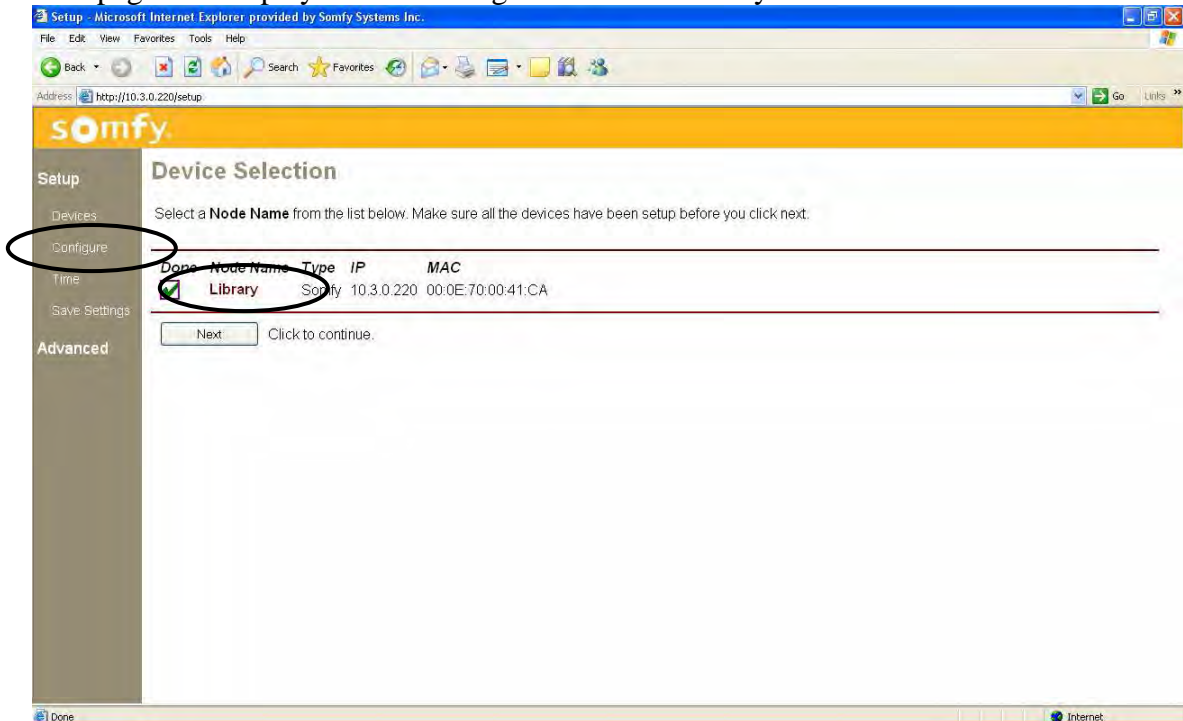 Setup - Microsoft Internet Explorer provided by Somfy Systems Inc.
File Edit View Favorites Tools Help
Back Search Favorites
Address http://10.3.0.220/setup Go Links »
somfy.
Setup
Devices
Configure
Time
Save Settings
Advanced
Device Selection
Select a Node Name from the list below. Make sure all the devices have been setup before you click next.
Done Node Name Type IP MAC
Library Somfy 10.3.0.220 00:0E:70:00:41:CA
Next Click to continue.
Done Internet